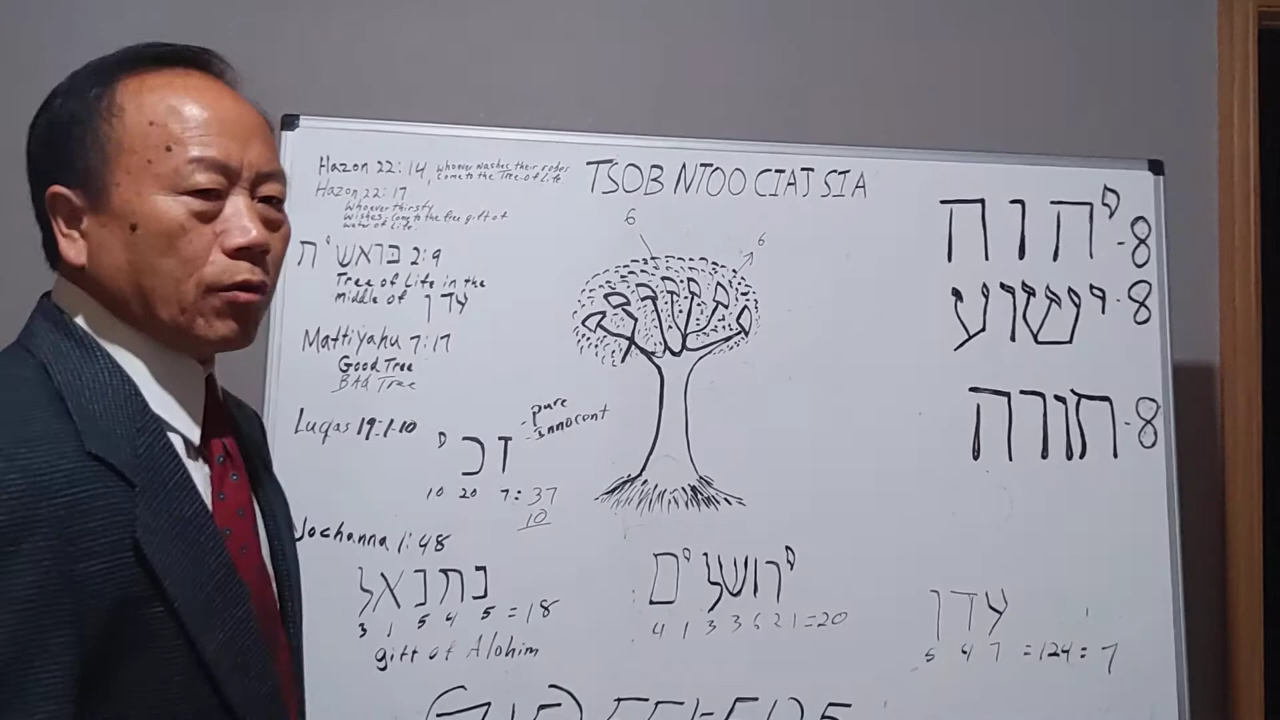 Hazon 22:14, whoever washes their robes
come to the Tree of Life
Hazon 22:17
Whoever thirsty
wishes, come to the free gift of
water of Life.
בראשית 2:9
Tree of Life in the
middle of עדן
Mattiyahu 7:17
Good Tree
BAd Tree
Luqas 19:1-10
זכי
-pure
-innocent
10 20 7 = 37
10
Jochanna 1:48
נתנאל
3 1 5 4 5 = 18
gift of Alohim
TSOB NTOO CIAJ SIA
6
6
ירושלים
4 1 3 3 6 2 1 = 20
יהוה-8
ישוע-8
תורה-8
עדן
5 4 7 = 124 = 7